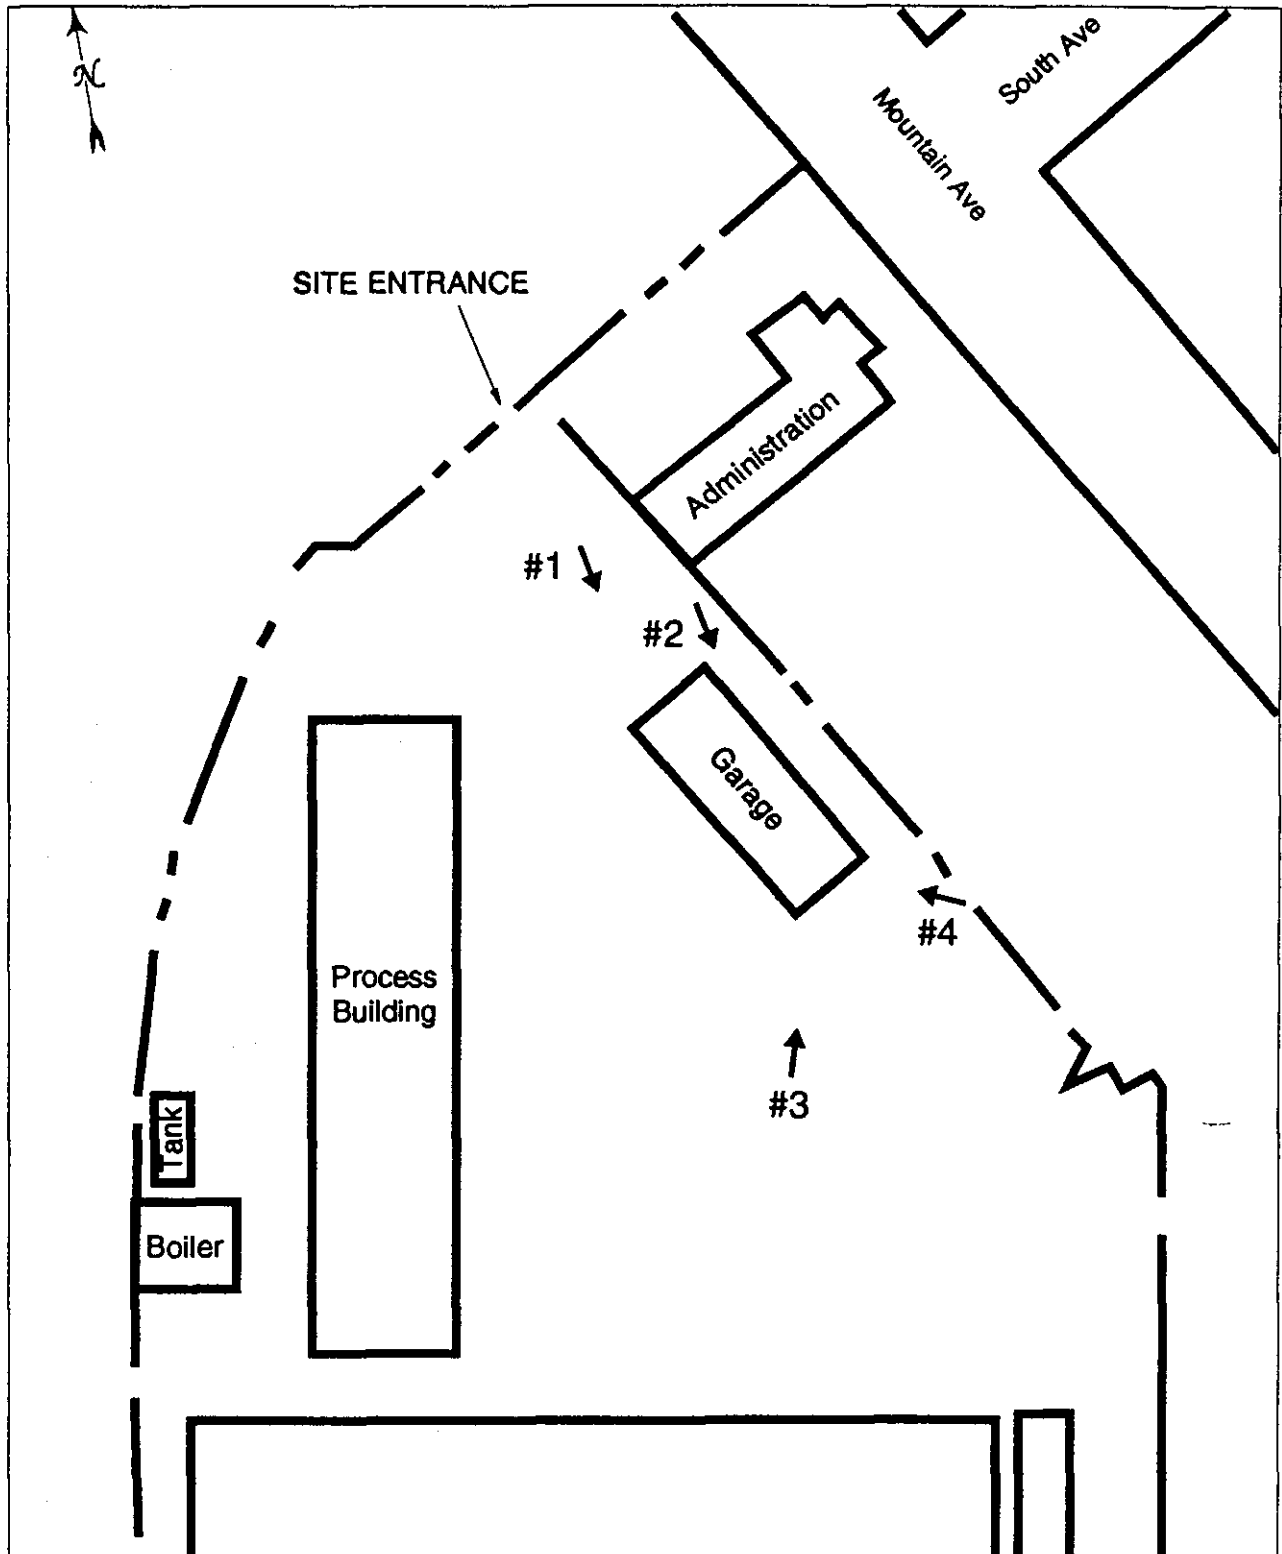 N
South Ave
Mountain Ave
SITE ENTRANCE
Administration
#1
#2
Garage
#4
Process
Building
#3
Tank
Boiler